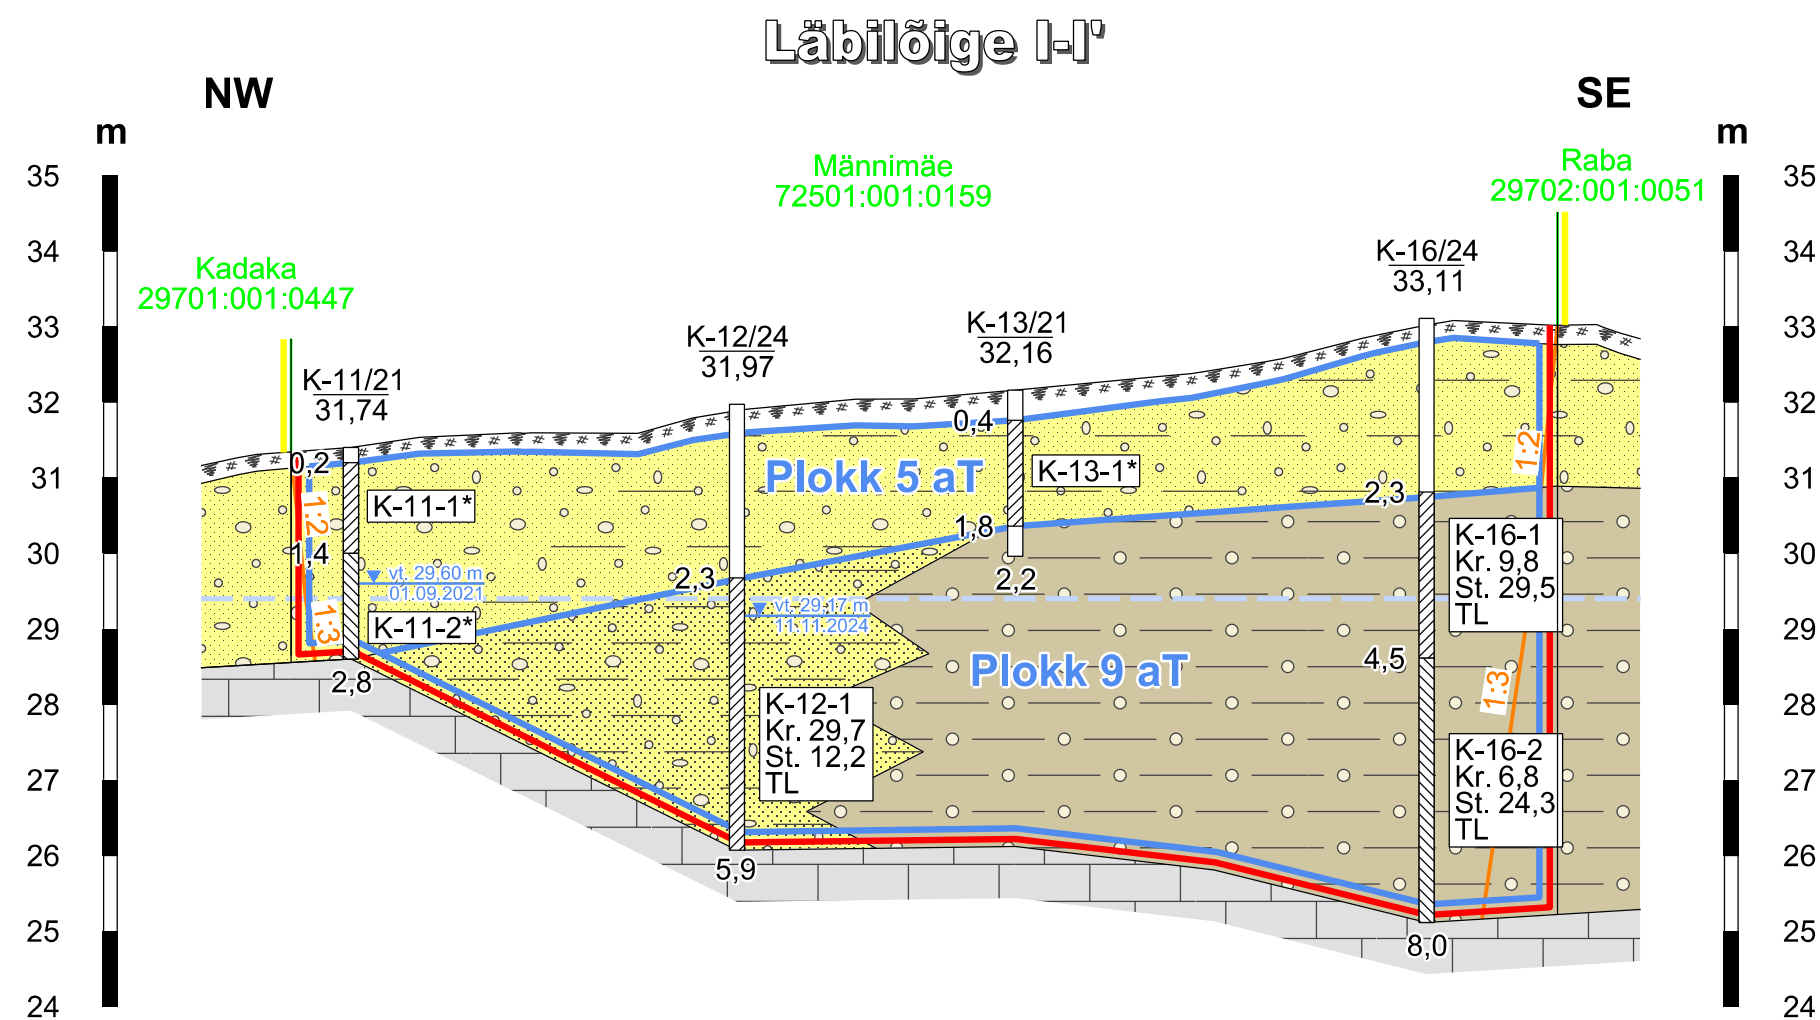 Läbilõige I-I'
NW
SE
m
m
35
34
33
32
31
30
29
28
27
26
25
24
Kadaka
29701:001:0447
Männimäe
72501:001:0159
Raba
29702:001:0051
K-11/21
31,74
K-12/24
31,97
K-13/21
32,16
K-16/24
33,11
0,2
1:2
1,4
1:3
2,8
K-11-1*
vt. 29,60 m
01.09.2021
K-11-2*
2,3
5,9
vt. 29,17 m
11.11.2024
K-12-1
Kr. 29,7
St. 12,2
TL
Plokk 5 aT
0,4
K-13-1*
1,8
2,2
Plokk 9 aT
2,3
4,5
8,0
K-16-1
Kr. 9,8
St. 29,5
TL
K-16-2
Kr. 6,8
St. 24,3
TL
1:2
1:3
35
34
33
32
31
30
29
28
27
26
25
24